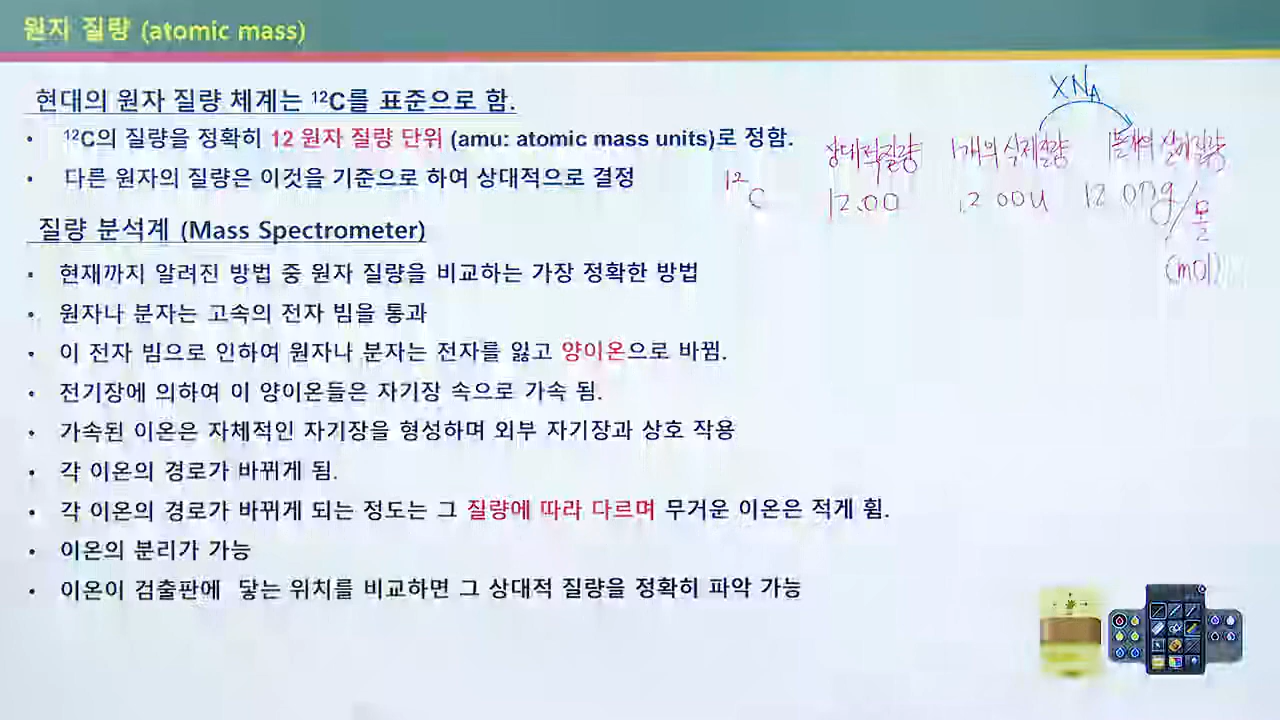 원자 질량 (atomic mass)
현대의 원자 질량 체계는 ¹²C를 표준으로 함.
• ¹²C의 질량을 정확히 12 원자 질량 단위 (amu: atomic mass units)로 정함.
• 다른 원자의 질량은 이것을 기준으로 하여 상대적으로 결정
XNA
상대적질량 1개의 실제질량 1몰개의 실제질량
¹²C 12.00 12.00u 12.00g/몰
(mol)
질량 분석계 (Mass Spectrometer)
• 현재까지 알려진 방법 중 원자 질량을 비교하는 가장 정확한 방법
• 원자나 분자는 고속의 전자 빔을 통과
• 이 전자 빔으로 인하여 원자나 분자는 전자를 잃고 양이온으로 바뀜.
• 전기장에 의하여 이 양이온들은 자기장 속으로 가속 됨.
• 가속된 이온은 자체적인 자기장을 형성하며 외부 자기장과 상호 작용
• 각 이온의 경로가 바뀌게 됨.
• 각 이온의 경로가 바뀌게 되는 정도는 그 질량에 따라 다르며 무거운 이온은 적게 휨.
• 이온의 분리가 가능
• 이온이 검출판에 닿는 위치를 비교하면 그 상대적 질량을 정확히 파악 가능